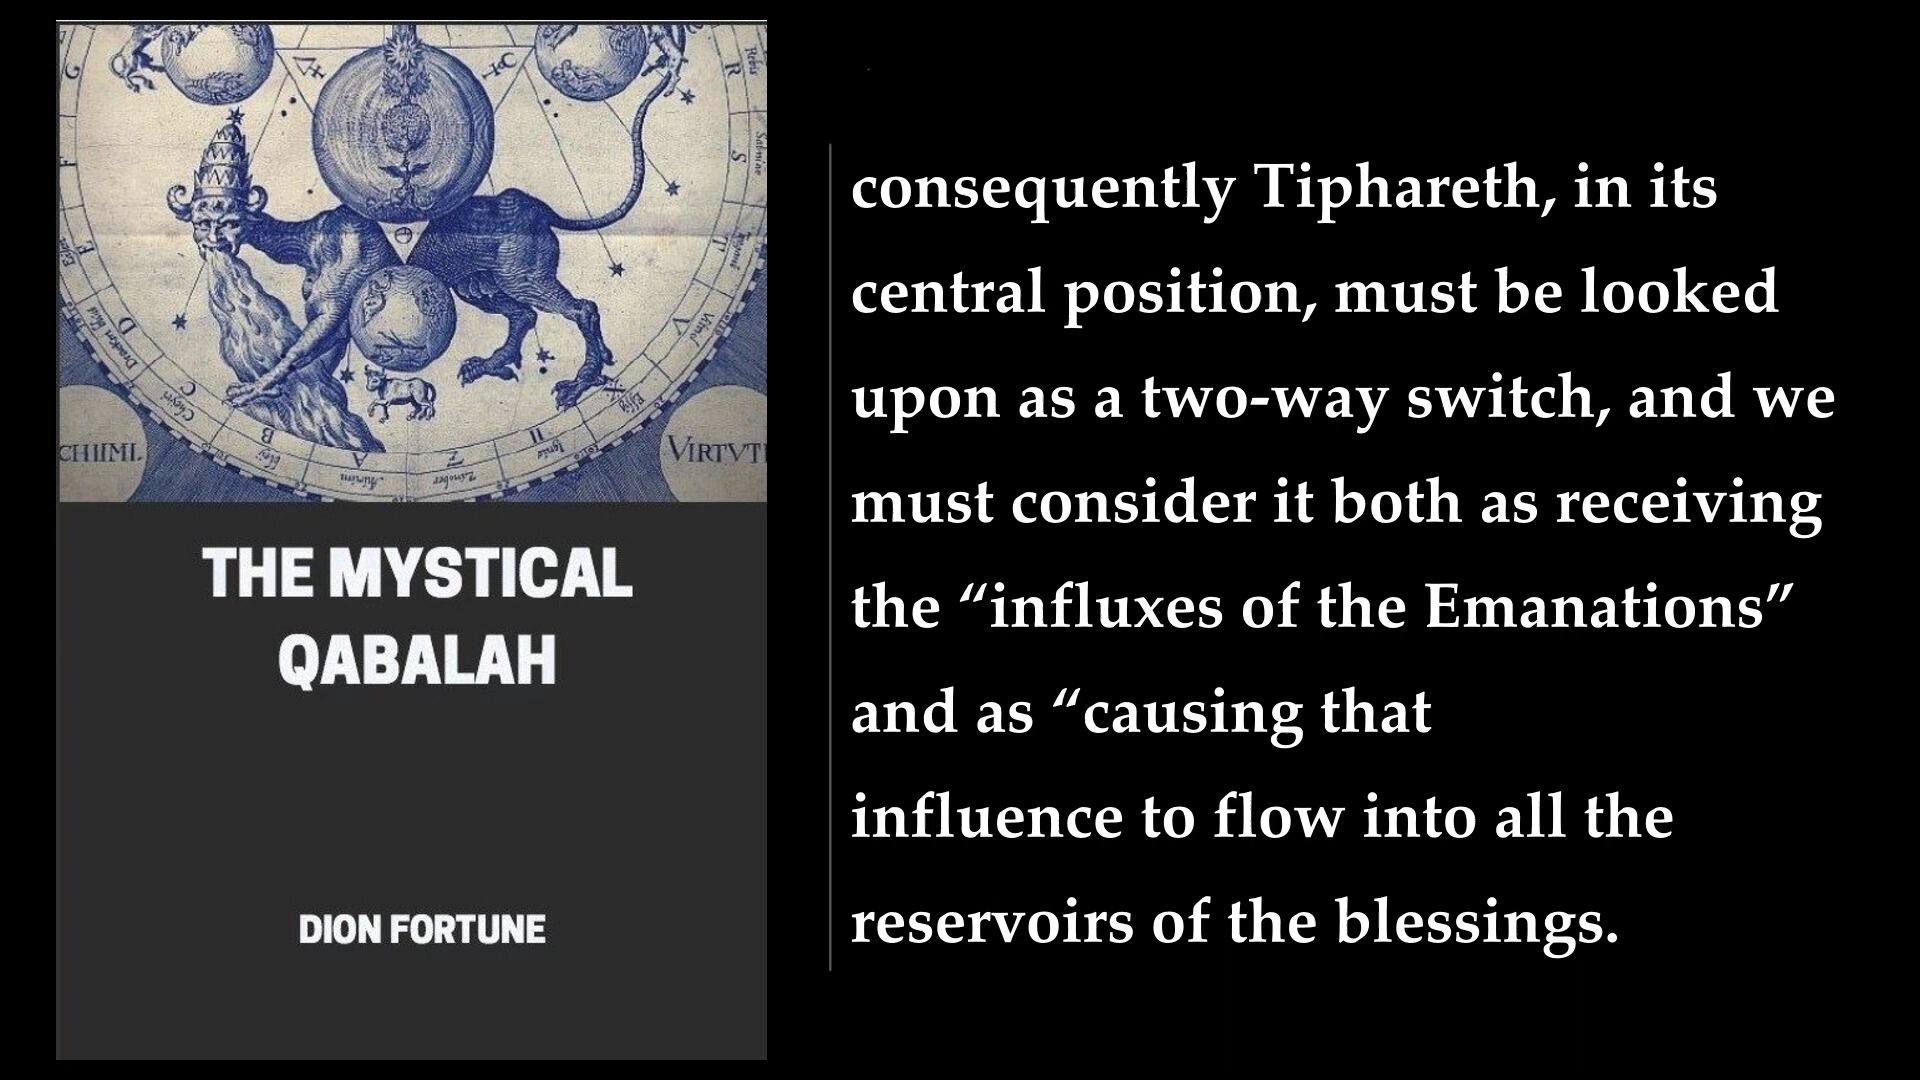 CHIIMI.
VIRTVT
THE MYSTICAL
QABALAH
DION FORTUNE
consequently Tiphareth, in its
central position, must be looked
upon as a two-way switch, and we
must consider it both as receiving
the “influxes of the Emanations”
and as “causing that
influence to flow into all the
reservoirs of the blessings.